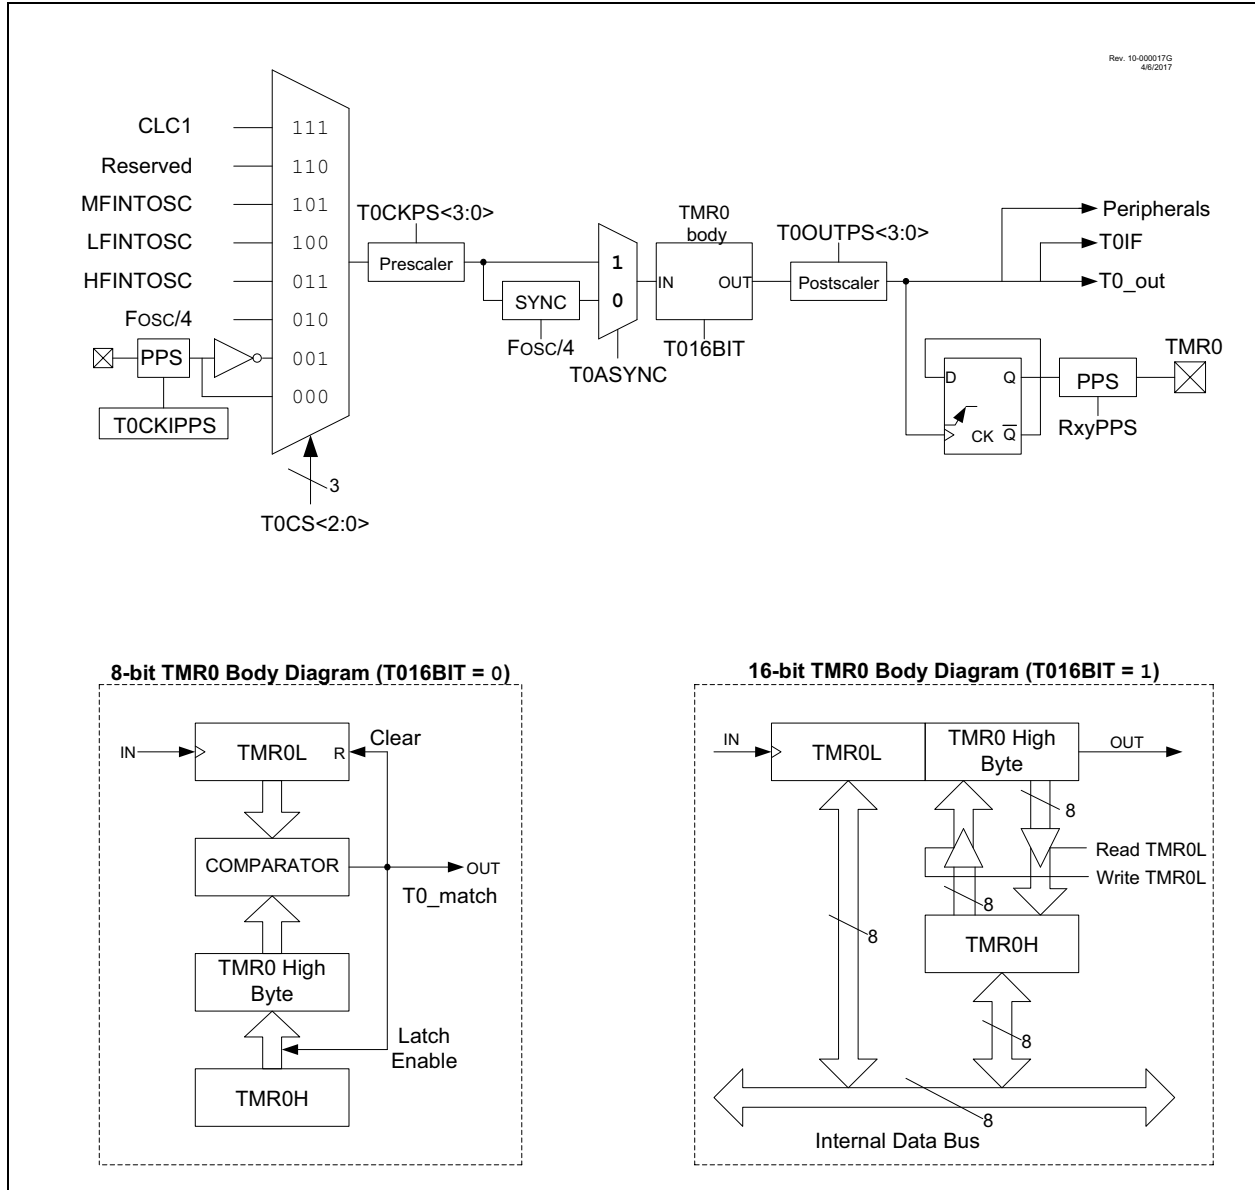 Rev. 10-000017G
4/6/2017
CLC1
111
Reserved
110
MFINTOSC
101
T0CKPS<3:0>
TMR0
body
T0OUTPS<3:0>
Peripherals
LFINTOSC
100
Prescaler
1
T0IF
HFINTOSC
011
SYNC
0
IN
OUT
Postscaler
T0_out
FOSC/4
010
FOSC/4
T016BIT
T0ASYNC
PPS
001
000
T0CKIPPS
TMR0
D
Q
PPS
CK
Q
RxyPPS
3
T0CS<2:0>
8-bit TMR0 Body Diagram (T016BIT = 0)
IN
TMR0L
R
Clear
COMPARATOR
OUT
T0_match
TMR0 High
Byte
Latch
Enable
TMR0H
16-bit TMR0 Body Diagram (T016BIT = 1)
IN
TMR0L
TMR0 High
Byte
OUT
8
Read TMR0L
Write TMR0L
8
8
TMR0H
8
8
Internal Data Bus